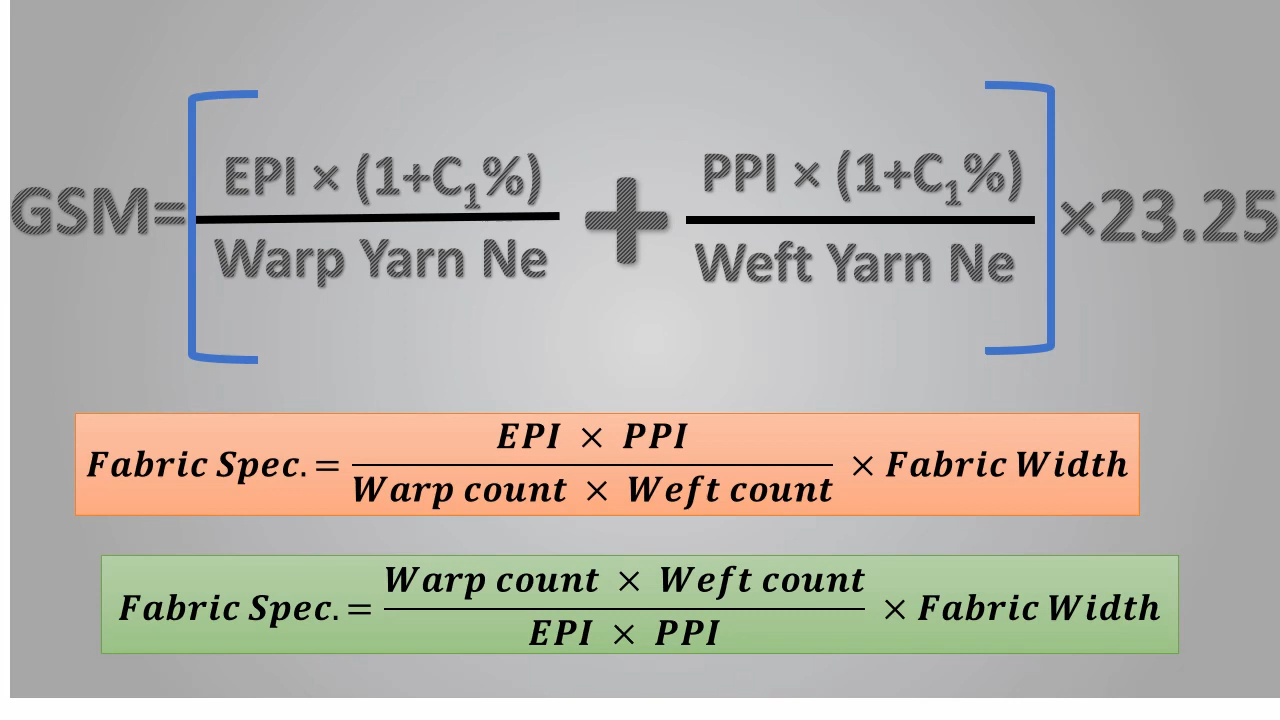 GSM= [ EPI × (1+C₁%) / Warp Yarn Ne + PPI × (1+C₁%) / Weft Yarn Ne ] ×23.25
Fabric Spec. = EPI × PPI / Warp count × Weft count × Fabric Width
Fabric Spec. = Warp count × Weft count / EPI × PPI × Fabric Width